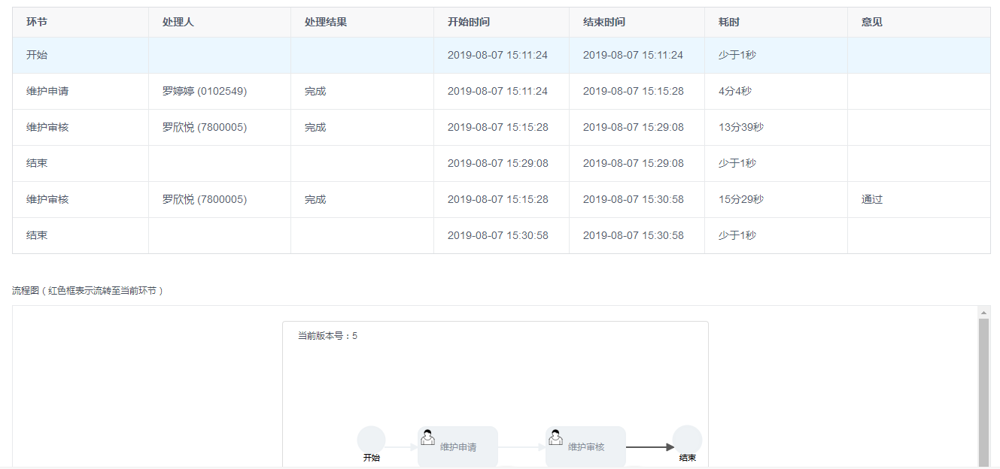 环节 处理人 处理结果 开始时间 结束时间 耗时 意见
开始 2019-08-07 15:11:24 2019-08-07 15:11:24 少于1秒
维护申请 罗婷婷 (0102549) 完成 2019-08-07 15:11:24 2019-08-07 15:15:28 4分4秒
维护审核 罗欣悦 (7800005) 完成 2019-08-07 15:15:28 2019-08-07 15:29:08 13分39秒
结束 2019-08-07 15:29:08 2019-08-07 15:29:08 少于1秒
维护审核 罗欣悦 (7800005) 完成 2019-08-07 15:15:28 2019-08-07 15:30:58 15分29秒 通过
结束 2019-08-07 15:30:58 2019-08-07 15:30:58 少于1秒
流程图（红色框表示流转至当前环节）
当前版本号：5
开始 维护申请 维护审核 结束